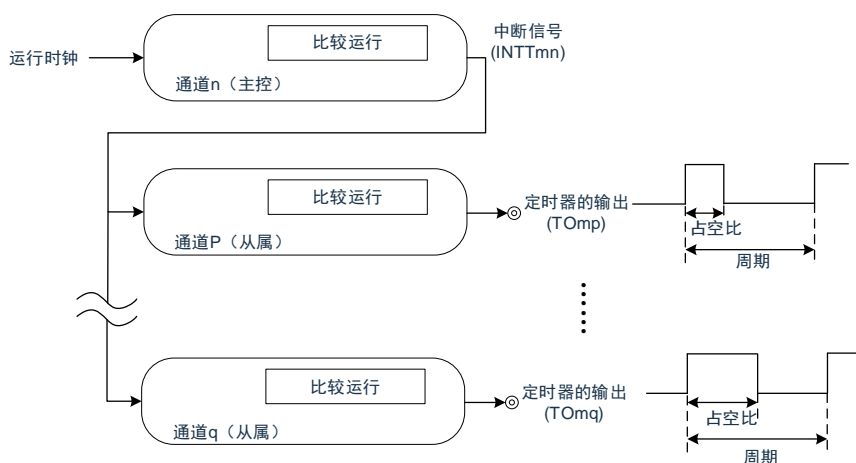 运行时钟
比较运行
通道n（主控）
中断信号
(INTTmn)
比较运行
通道P（从属）
定时器的输出
(TOmp)
占空比
周期
比较运行
通道q（从属）
定时器的输出
(TOmq)
占空比
周期